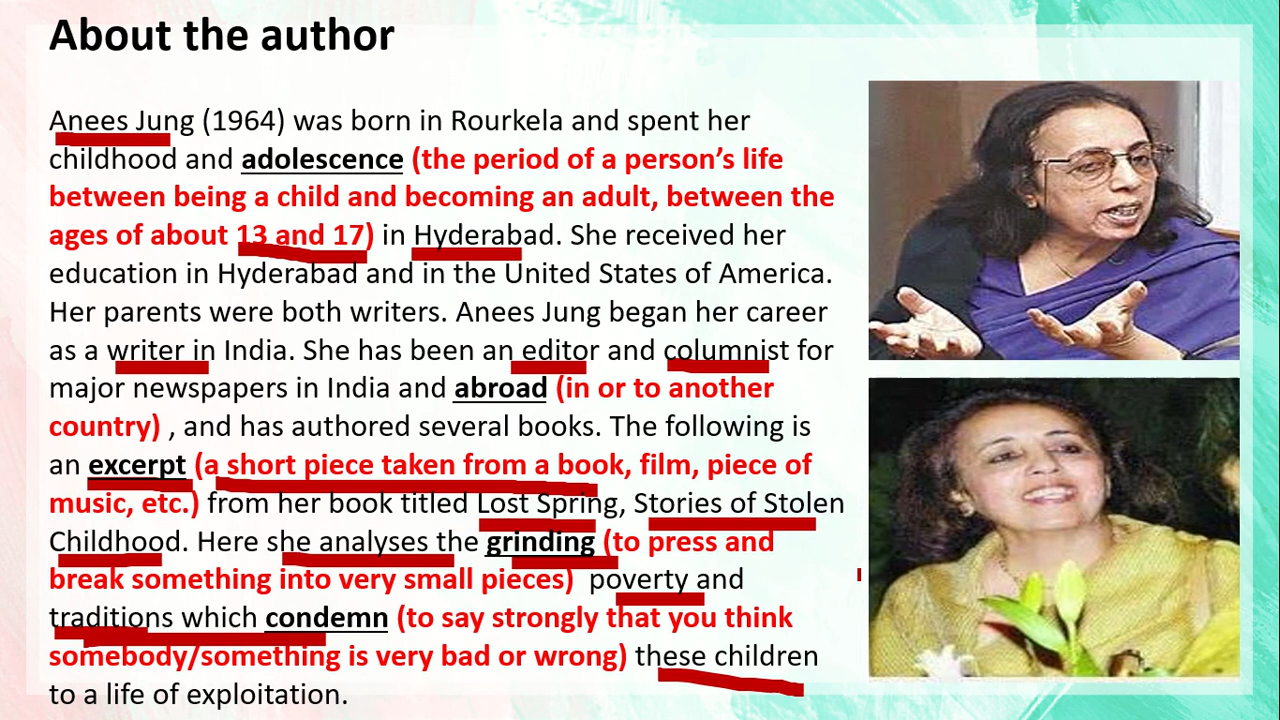 About the author
Anees Jung (1964) was born in Rourkela and spent her
childhood and adolescence (the period of a person’s life
between being a child and becoming an adult, between the
ages of about 13 and 17) in Hyderabad. She received her
education in Hyderabad and in the United States of America.
Her parents were both writers. Anees Jung began her career
as a writer in India. She has been an editor and columnist for
major newspapers in India and abroad (in or to another
country) , and has authored several books. The following is
an excerpt (a short piece taken from a book, film, piece of
music, etc.) from her book titled Lost Spring, Stories of Stolen
Childhood. Here she analyses the grinding (to press and
break something into very small pieces) poverty and
traditions which condemn (to say strongly that you think
somebody/something is very bad or wrong) these children
to a life of exploitation.